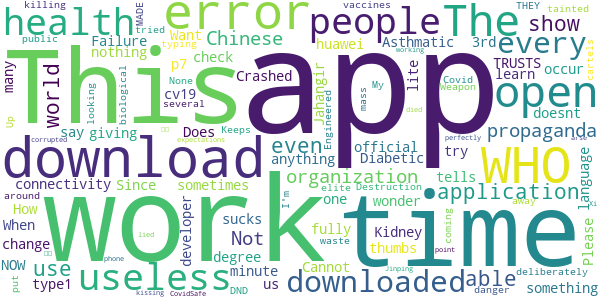 killing MADE vaccines THEY tainted
health error people The show
public Failure tried Want Chinese huawei Asthmatic 3rd every
many nothing typing p7 check TRUSTS learn occur cartels
Up world looking None biological Crashed Jahangir lite mass My working Covid Weapon open
This app
cv19 several Does Engineered official died doesnt
say giving even propaganda
download anything Diabetic try WHO perfectly language
corrupted expectations
connectivity Since sometimes organization tells application
around How lied developer I'm elite Destruction one wonder away Please
When work Kidney time
change sucks fully waste thumbs coming Xi
NOW use Not degree Cannot point deliberately
put type1 useless minute us downloaded able something
phone DND kissing CovidSafe Jinping danger